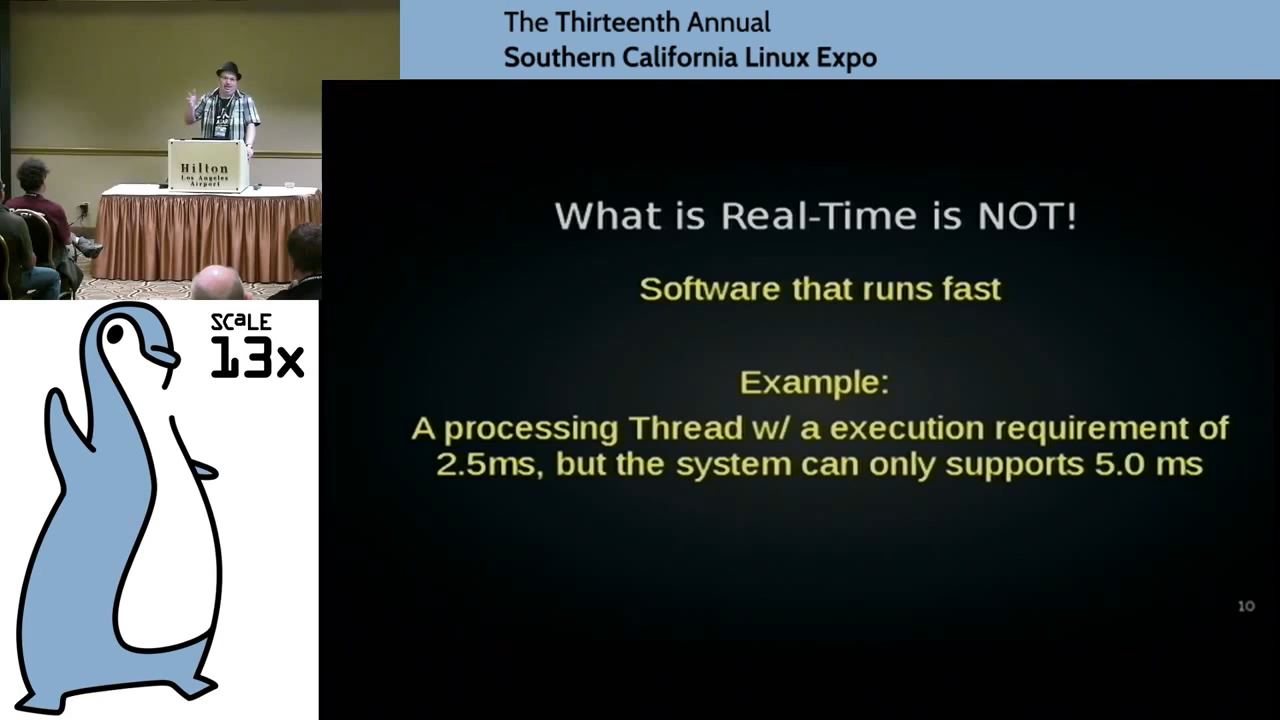 The Thirteenth Annual
Southern California Linux Expo
Hilton
Los Angeles
Airport
SCaLE
13x
What is Real-Time is NOT!
Software that runs fast
Example:
A processing Thread w/ a execution requirement of
2.5ms, but the system can only supports 5.0 ms
10